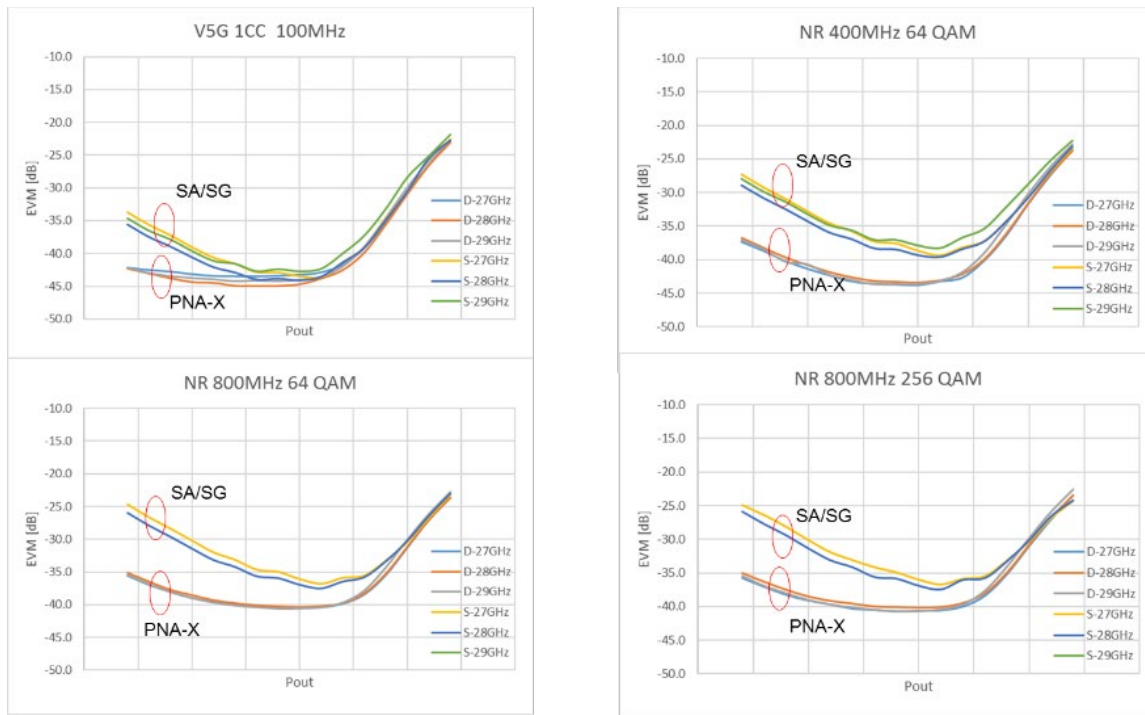 V5G 1CC 100MHz
-10.0
-15.0
-20.0
-25.0
-30.0
-35.0
-40.0
-45.0
-50.0
EVM [dB]
SA/SG
PNA-X
D-27GHz
D-28GHz
D-29GHz
S-27GHz
S-28GHz
S-29GHz
Pout
NR 400MHz 64 QAM
-10.0
-15.0
-20.0
-25.0
-30.0
-35.0
-40.0
-45.0
-50.0
EVM [dB]
SA/SG
PNA-X
D-27GHz
D-28GHz
D-29GHz
S-27GHz
S-28GHz
S-29GHz
Pout
NR 800MHz 64 QAM
-10.0
-15.0
-20.0
-25.0
-30.0
-35.0
-40.0
-45.0
-50.0
EVM [dB]
SA/SG
PNA-X
D-27GHz
D-28GHz
D-29GHz
S-27GHz
S-28GHz
S-29GHz
Pout
NR 800MHz 256 QAM
-10.0
-15.0
-20.0
-25.0
-30.0
-35.0
-40.0
-45.0
-50.0
EVM [dB]
SA/SG
PNA-X
D-27GHz
D-28GHz
D-29GHz
S-27GHz
S-28GHz
S-29GHz
Pout